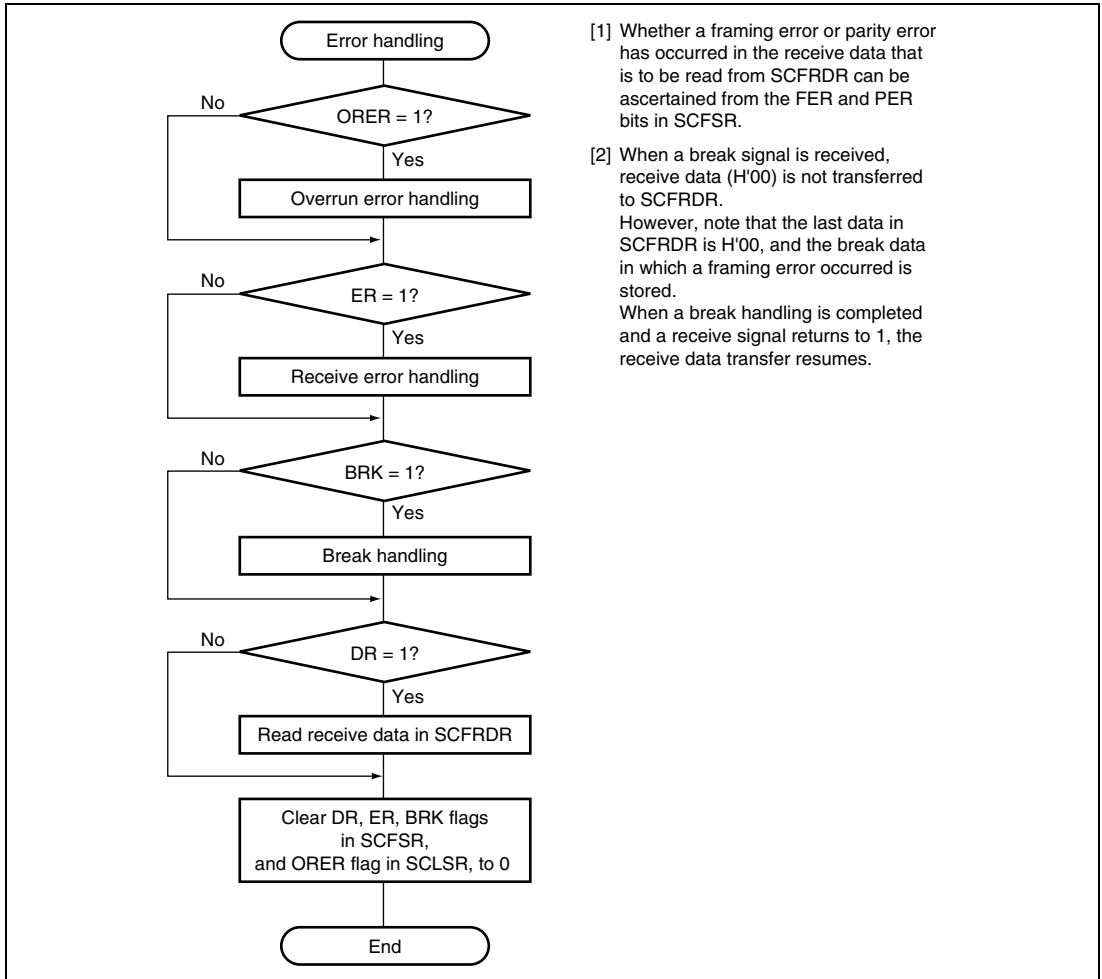 Error handling
No
ORER = 1?
Yes
Overrun error handling
No
ER = 1?
Yes
Receive error handling
No
BRK = 1?
Yes
Break handling
No
DR = 1?
Yes
Read receive data in SCFRDR
Clear DR, ER, BRK flags
in SCFSR,
and ORER flag in SCLSR, to 0
End
[1] Whether a framing error or parity error
has occurred in the receive data that
is to be read from SCFRDR can be
ascertained from the FER and PER
bits in SCFSR.
[2] When a break signal is received,
receive data (H'00) is not transferred
to SCFRDR.
However, note that the last data in
SCFRDR is H'00, and the break data
in which a framing error occurred is
stored.
When a break handling is completed
and a receive signal returns to 1, the
receive data transfer resumes.